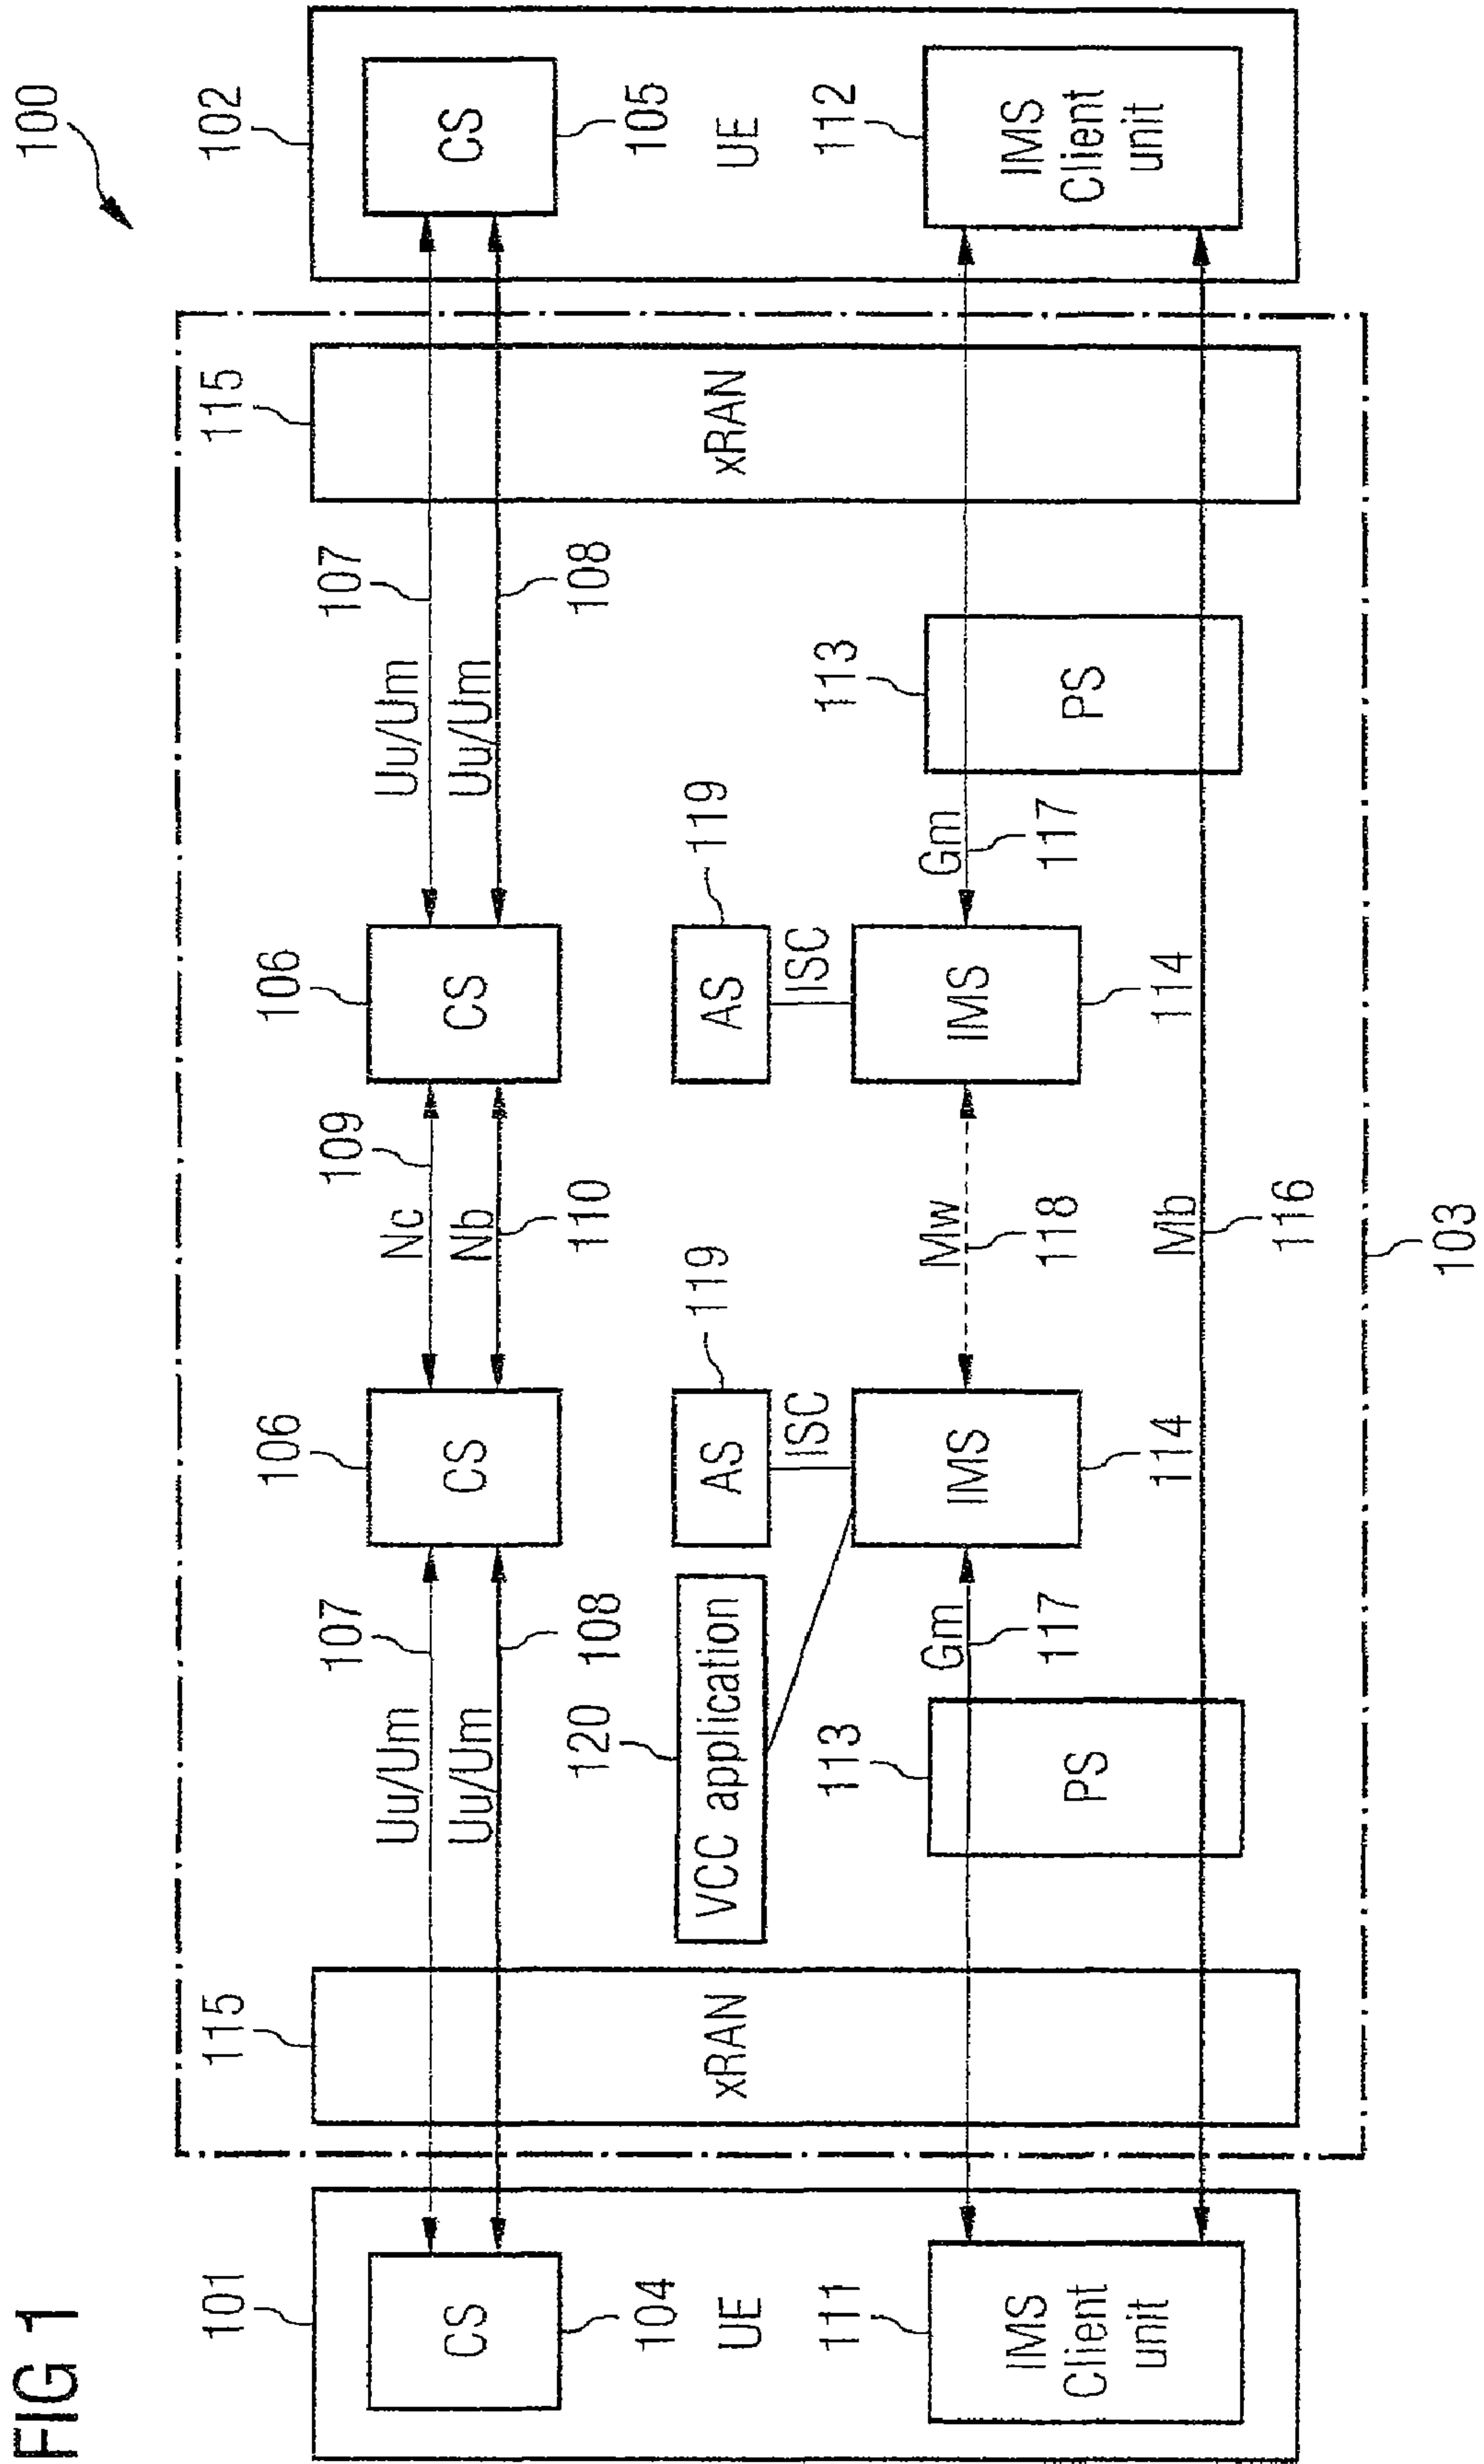 FIG 1
100
101
115
115
102
107
106
109
106
107
CS
Uu/Um
CS
Nc
CS
Uu/Um
CS
Uu/Um
Nb
Uu/Um
104
108
110
108
105
120
119
119
UE
xRAN
VCC application
AS
AS
xRAN
UE
ISC
ISC
111
113
113
112
IMS
Client
unit
Gm
IMS
Mw
IMS
Gm
IMS
Client
unit
117
118
117
PS
PS
114
114
Mb
116
103